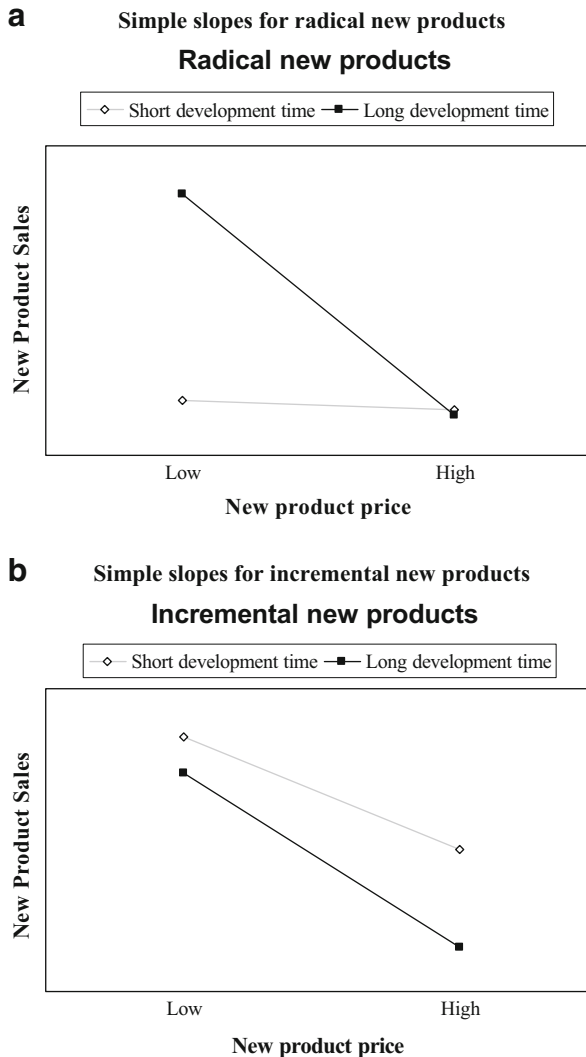 a
Simple slopes for radical new products
Radical new products
Short development time Long development time
New Product Sales
Low High
New product price
b
Simple slopes for incremental new products
Incremental new products
Short development time Long development time
New Product Sales
Low High
New product price